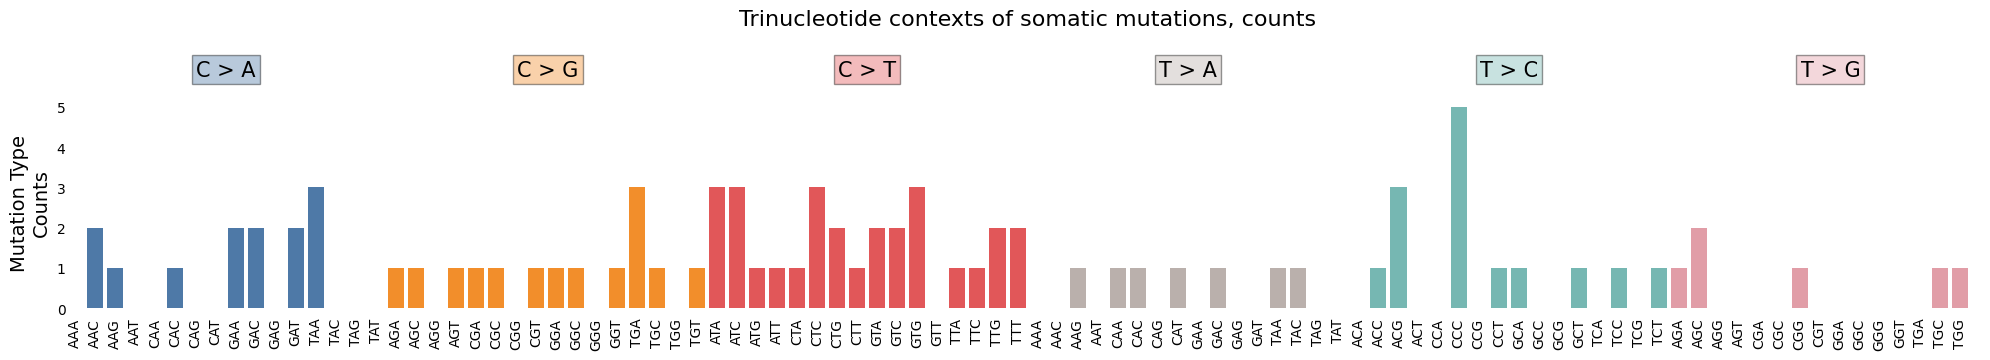 Trinucleotide contexts of somatic mutations, counts
C > A
C > G
C > T
T > A
T > C
T > G
Mutation Type
Counts
5
4
3
2
1
0
AAA
AAC
AAG
AAT
CAA
CAC
CAG
CAT
GAA
GAC
GAG
GAT
TAA
TAC
TAG
TAT
AGA
AGC
AGG
AGT
CGA
CGC
CGG
CGT
GGA
GGC
GGG
GGT
TGA
TGC
TGG
TGT
ATA
ATC
ATG
ATT
CTA
CTC
CTG
CTT
GTA
GTC
GTG
GTT
TTA
TTC
TTG
TTT
AAA
AAC
AAG
AAT
CAA
CAC
CAG
CAT
GAA
GAC
GAG
GAT
TAA
TAC
TAG
TAT
ACA
ACC
ACG
ACT
CCA
CCC
CCG
CCT
GCA
GCC
GCG
GCT
TCA
TCC
TCG
TCT
AGA
AGC
AGG
AGT
CGA
CGC
CGG
CGT
GGA
GGC
GGG
GGT
TGA
TGC
TGG